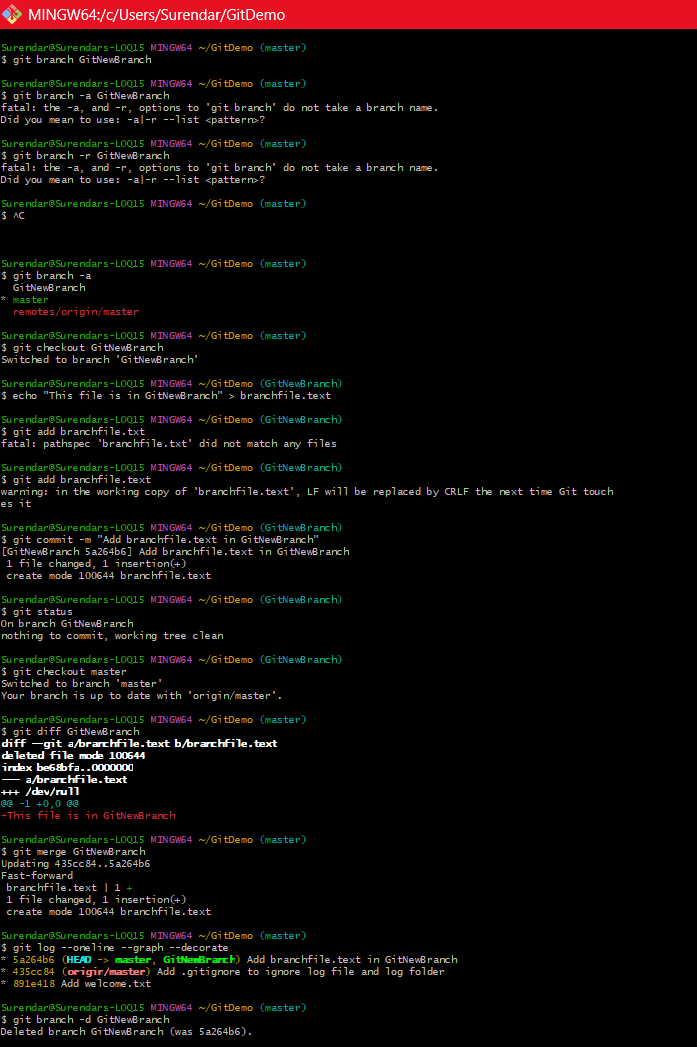 MINGW64:/c/Users/Surendar/GitDemo
Surendar@Surendars-LOQ15 MINGW64 ~/GitDemo (master)
$ git branch GitNewBranch
Surendar@Surendars-LOQ15 MINGW64 ~/GitDemo (master)
$ git branch -a GitNewBranch
fatal: the -a, and -r, options to 'git branch' do not take a branch name.
Did you mean to use: -a|-r --list <pattern>?
Surendar@Surendars-LOQ15 MINGW64 ~/GitDemo (master)
$ git branch -r GitNewBranch
fatal: the -a, and -r, options to 'git branch' do not take a branch name.
Did you mean to use: -a|-r --list <pattern>?
Surendar@Surendars-LOQ15 MINGW64 ~/GitDemo (master)
$ ^C
Surendar@Surendars-LOQ15 MINGW64 ~/GitDemo (master)
$ git branch -a
  GitNewBranch
* master
  remotes/origin/master
Surendar@Surendars-LOQ15 MINGW64 ~/GitDemo (master)
$ git checkout GitNewBranch
Switched to branch 'GitNewBranch'
Surendar@Surendars-LOQ15 MINGW64 ~/GitDemo (GitNewBranch)
$ echo "This file is in GitNewBranch" > branchfile.text
Surendar@Surendars-LOQ15 MINGW64 ~/GitDemo (GitNewBranch)
$ git add branchfile.txt
fatal: pathspec 'branchfile.txt' did not match any files
Surendar@Surendars-LOQ15 MINGW64 ~/GitDemo (GitNewBranch)
$ git add branchfile.text
warning: in the working copy of 'branchfile.text', LF will be replaced by CRLF the next time Git touch
es it
Surendar@Surendars-LOQ15 MINGW64 ~/GitDemo (GitNewBranch)
$ git commit -m "Add branchfile.text in GitNewBranch"
[GitNewBranch 5a264b6] Add branchfile.text in GitNewBranch
 1 file changed, 1 insertion(+)
 create mode 100644 branchfile.text
Surendar@Surendars-LOQ15 MINGW64 ~/GitDemo (GitNewBranch)
$ git status
On branch GitNewBranch
nothing to commit, working tree clean
Surendar@Surendars-LOQ15 MINGW64 ~/GitDemo (GitNewBranch)
$ git checkout master
Switched to branch 'master'
Your branch is up to date with 'origin/master'.
Surendar@Surendars-LOQ15 MINGW64 ~/GitDemo (master)
$ git diff GitNewBranch
diff --git a/branchfile.text b/branchfile.text
deleted file mode 100644
index be68bfa..0000000
--- a/branchfile.text
+++ /dev/null
@@ -1 +0,0 @@
-This file is in GitNewBranch
Surendar@Surendars-LOQ15 MINGW64 ~/GitDemo (master)
$ git merge GitNewBranch
Updating 435cc84..5a264b6
Fast-forward
 branchfile.text | 1 +
 1 file changed, 1 insertion(+)
 create mode 100644 branchfile.text
Surendar@Surendars-LOQ15 MINGW64 ~/GitDemo (master)
$ git log --oneline --graph --decorate
* 5a264b6 (HEAD -> master, GitNewBranch) Add branchfile.text in GitNewBranch
* 435cc84 (origin/master) Add .gitignore to ignore log file and log folder
* 891e418 Add welcome.txt
Surendar@Surendars-LOQ15 MINGW64 ~/GitDemo (master)
$ git branch -d GitNewBranch
Deleted branch GitNewBranch (was 5a264b6).